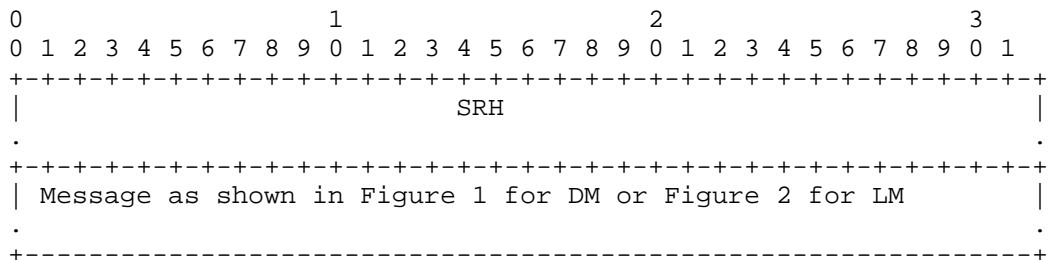 0                   1                   2                   3
0 1 2 3 4 5 6 7 8 9 0 1 2 3 4 5 6 7 8 9 0 1 2 3 4 5 6 7 8 9 0 1
+-+-+-+-+-+-+-+-+-+-+-+-+-+-+-+-+-+-+-+-+-+-+-+-+-+-+-+-+-+-+-+-+
|                           SRH                                 |
.                                                               .
+-+-+-+-+-+-+-+-+-+-+-+-+-+-+-+-+-+-+-+-+-+-+-+-+-+-+-+-+-+-+-+-+
| Message as shown in Figure 1 for DM or Figure 2 for LM        |
.                                                               .
+---------------------------------------------------------------+